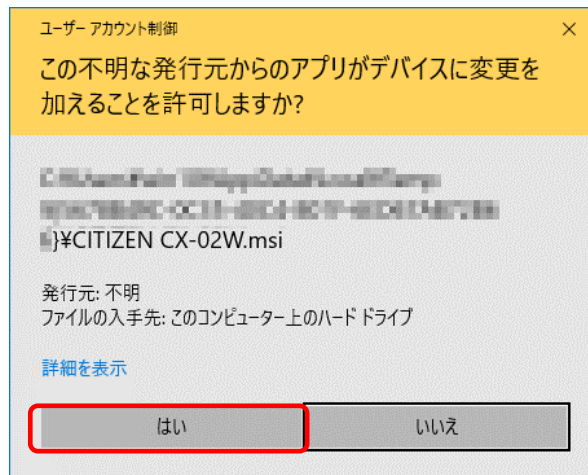 ユーザー アカウント制御
この不明な発行元からのアプリがデバイスに変更を
加えることを許可しますか?
}¥CITIZEN CX-02W.msi
発行元: 不明
ファイルの入手先: このコンピューター上のハード ドライブ
詳細を表示
はい
いいえ